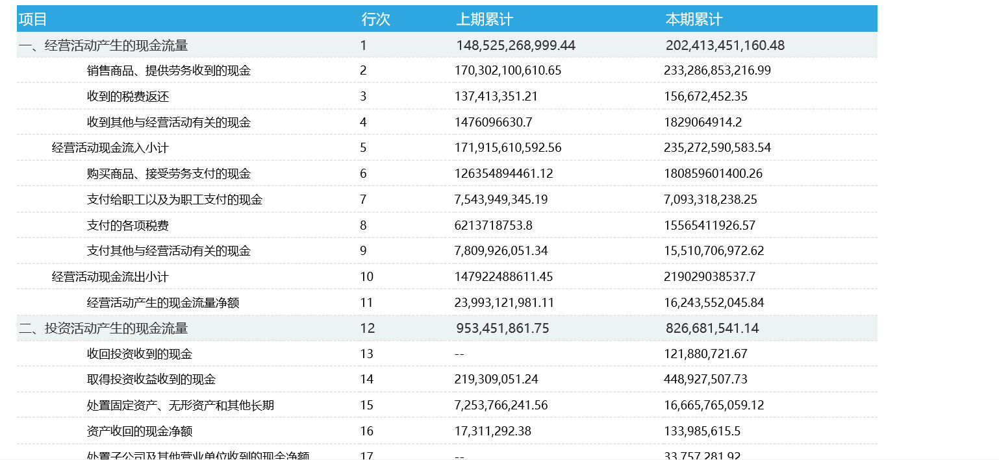 项目 行次 上期累计 本期累计
一、经营活动产生的现金流量 1 148,525,268,999.44 202,413,451,160.48
销售商品、提供劳务收到的现金 2 170,302,100,610.65 233,286,853,216.99
收到的税费返还 3 137,413,351.21 156,672,452.35
收到其他与经营活动有关的现金 4 1476096630.7 1829064914.2
经营活动现金流入小计 5 171,915,610,592.56 235,272,590,583.54
购买商品、接受劳务支付的现金 6 126354894461.12 180859601400.26
支付给职工以及为职工支付的现金 7 7,543,949,345.19 7,093,318,238.25
支付的各项税费 8 6213718753.8 15565411926.57
支付其他与经营活动有关的现金 9 7,809,926,051.34 15,510,706,972.62
经营活动现金流出小计 10 147922488611.45 219029038537.7
经营活动产生的现金流量净额 11 23,993,121,981.11 16,243,552,045.84
二、投资活动产生的现金流量 12 953,451,861.75 826,681,541.14
收回投资收到的现金 13 -- 121,880,721.67
取得投资收益收到的现金 14 219,309,051.24 448,927,507.73
处置固定资产、无形资产和其他长期 15 7,253,766,241.56 16,665,765,059.12
资产收回的现金净额 16 17,311,292.38 133,985,615.5
处置子公司及其他营业单位收到的现金净额 17 -- 33,757,281.92